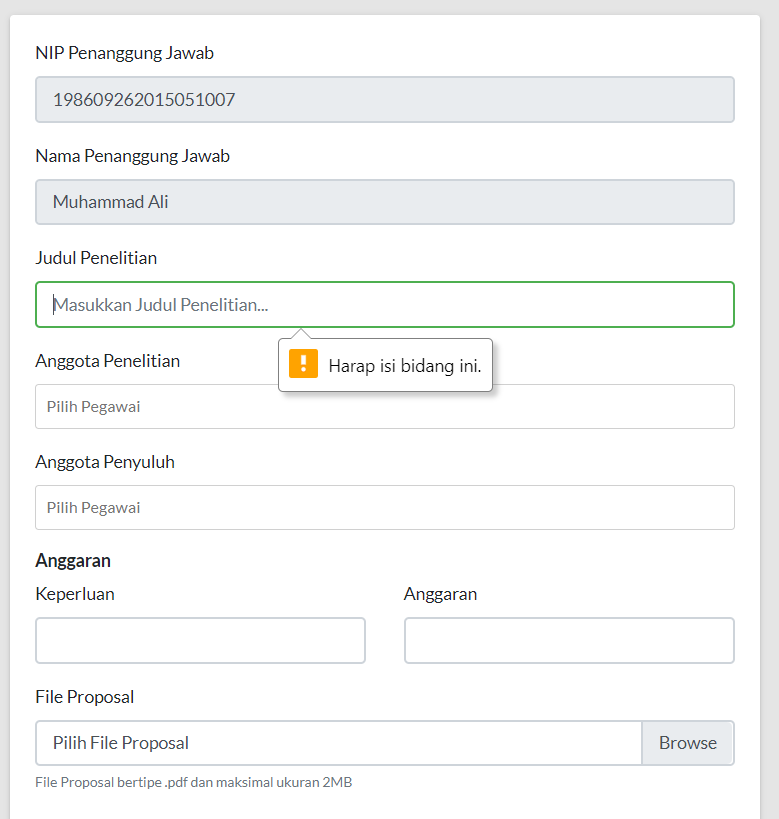 NIP Penanggung Jawab
198609262015051007
Nama Penanggung Jawab
Muhammad Ali
Judul Penelitian
Masukkan Judul Penelitian...
Harap isi bidang ini.
Anggota Penelitian
Pilih Pegawai
Anggota Penyuluh
Pilih Pegawai
Anggaran
Keperluan Anggaran
File Proposal
Pilih File Proposal Browse
File Proposal bertipe .pdf dan maksimal ukuran 2MB